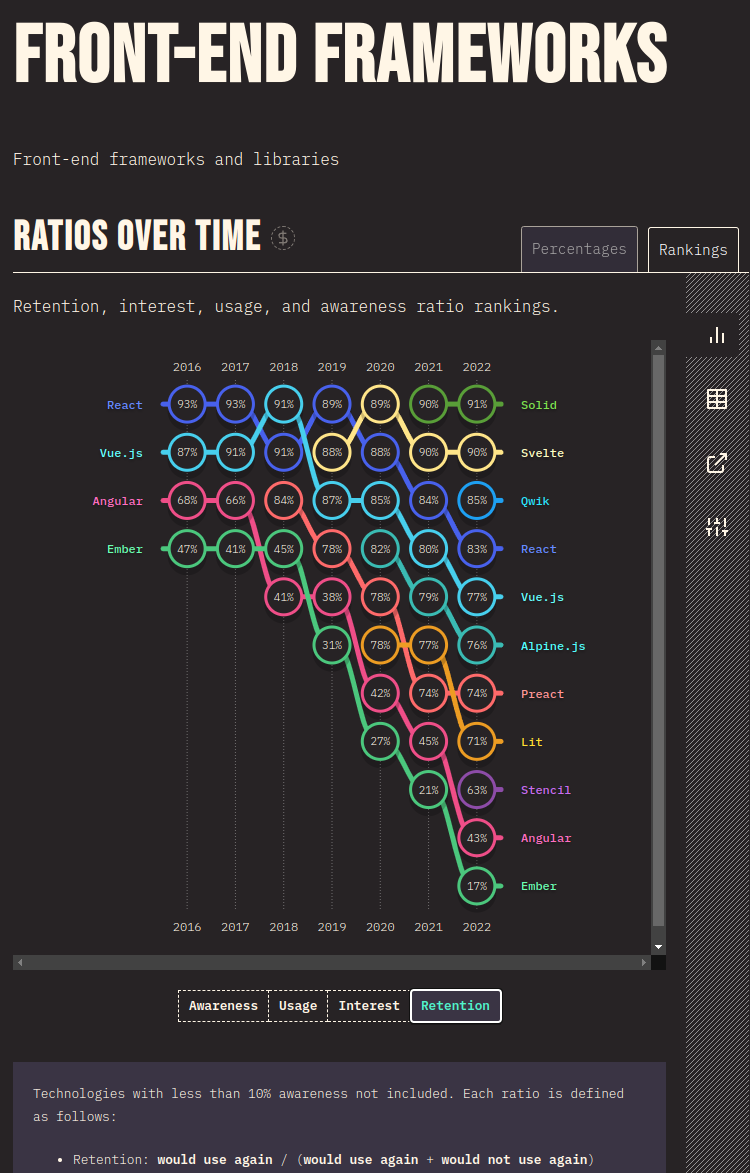 FRONT-END FRAMEWORKS
Front-end frameworks and libraries
RATIOS OVER TIME $
Percentages Rankings
Retention, interest, usage, and awareness ratio rankings.
2016 2017 2018 2019 2020 2021 2022
React 93% 93% 91% 89% 89% 90% 91% Solid
Vue.js 87% 91% 91% 88% 88% 90% 90% Svelte
Angular 68% 66% 84% 87% 85% 84% 85% Qwik
Ember 47% 41% 45% 78% 82% 80% 83% React
41% 38% 78% 79% 77% Vue.js
31% 78% 77% 76% Alpine.js
42% 74% 74% Preact
27% 45% 71% Lit
21% 63% Stencil
43% Angular
17% Ember
2016 2017 2018 2019 2020 2021 2022
Awareness Usage Interest Retention
Technologies with less than 10% awareness not included. Each ratio is defined
as follows:
• Retention: would use again / (would use again + would not use again)